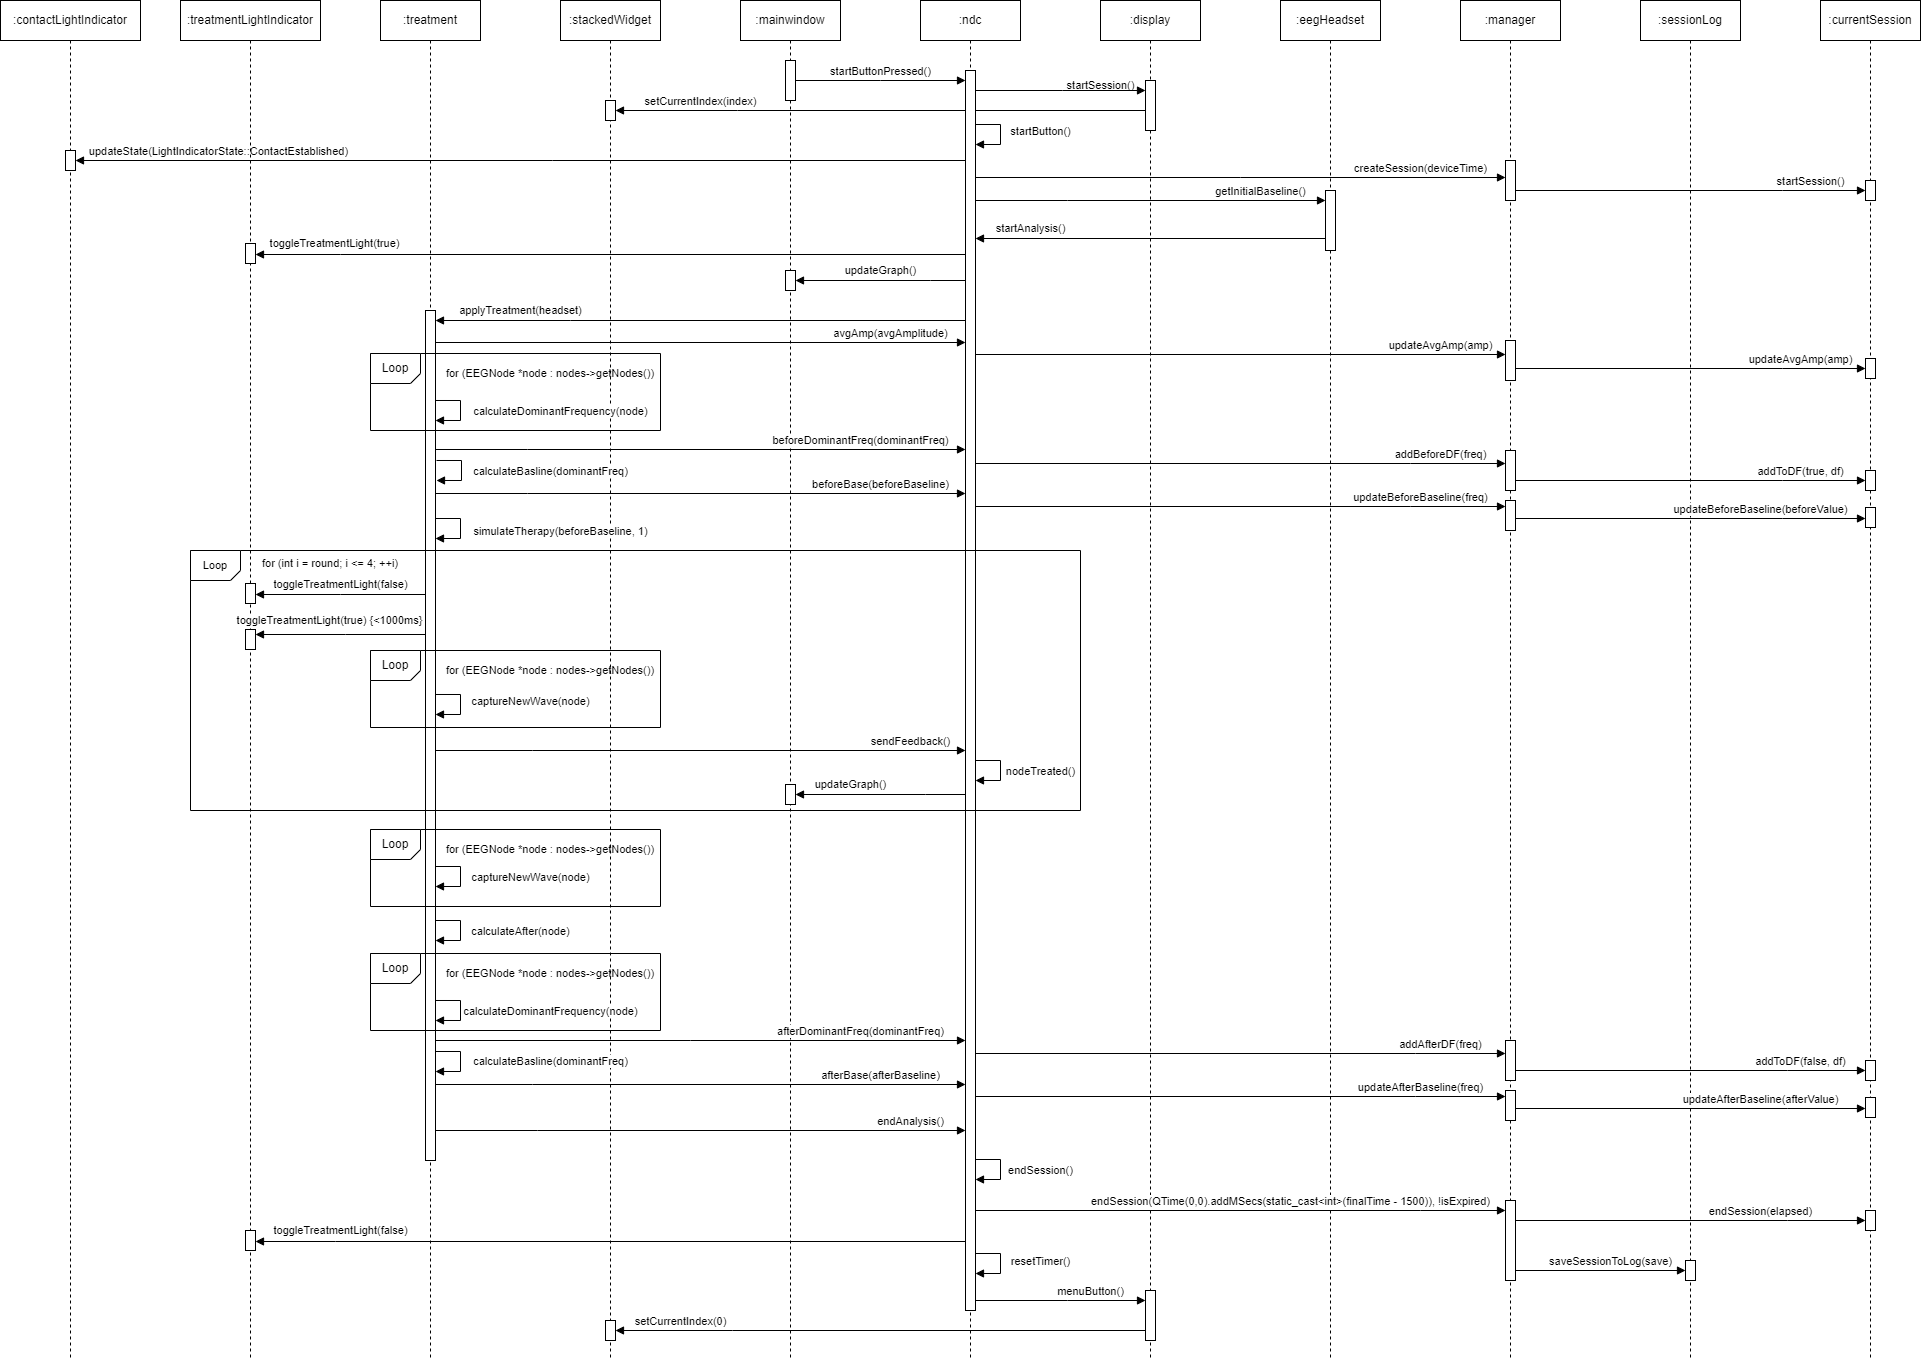 :contactLightIndicator
:treatmentLightIndicator
:treatment
:stackedWidget
:mainwindow
:ndc
:display
:eegHeadset
:manager
:sessionLog
:currentSession
startButtonPressed()
startSession()
setCurrentIndex(index)
startButton()
updateState(LightIndicatorState::ContactEstablished)
createSession(deviceTime)
startSession()
getInitialBaseline()
startAnalysis()
toggleTreatmentLight(true)
updateGraph()
applyTreatment(headset)
avgAmp(avgAmplitude)
updateAvgAmp(amp)
updateAvgAmp(amp)
Loop
for (EEGNode *node : nodes->getNodes())
calculateDominantFrequency(node)
beforeDominantFreq(dominantFreq)
addBeforeDF(freq)
addToDF(true, df)
calculateBasline(dominantFreq)
beforeBase(beforeBaseline)
updateBeforeBaseline(freq)
updateBeforeBaseline(beforeValue)
simulateTherapy(beforeBaseline, 1)
Loop
for (int i = round; i <= 4; ++i)
toggleTreatmentLight(false)
toggleTreatmentLight(true) {<1000ms}
Loop
for (EEGNode *node : nodes->getNodes())
captureNewWave(node)
sendFeedback()
nodeTreated()
updateGraph()
Loop
for (EEGNode *node : nodes->getNodes())
captureNewWave(node)
calculateAfter(node)
Loop
for (EEGNode *node : nodes->getNodes())
calculateDominantFrequency(node)
afterDominantFreq(dominantFreq)
addAfterDF(freq)
addToDF(false, df)
calculateBasline(dominantFreq)
afterBase(afterBaseline)
updateAfterBaseline(freq)
updateAfterBaseline(afterValue)
endAnalysis()
endSession()
endSession(QTime(0,0).addMSecs(static_cast<int>(finalTime - 1500)), !isExpired)
endSession(elapsed)
toggleTreatmentLight(false)
resetTimer()
saveSessionToLog(save)
menuButton()
setCurrentIndex(0)